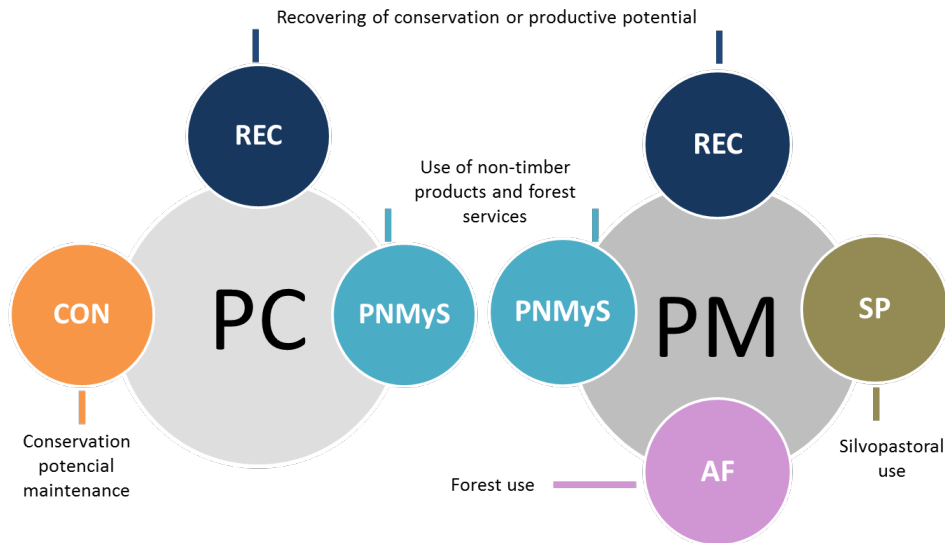 Recovering of conservation or productive potential
REC
REC
Use of non-timber
products and forest
services
CON
PC
PNMyS
PNMyS
PM
SP
Conservation
potencial
maintenance
Silvopastoral
use
Forest use
AF